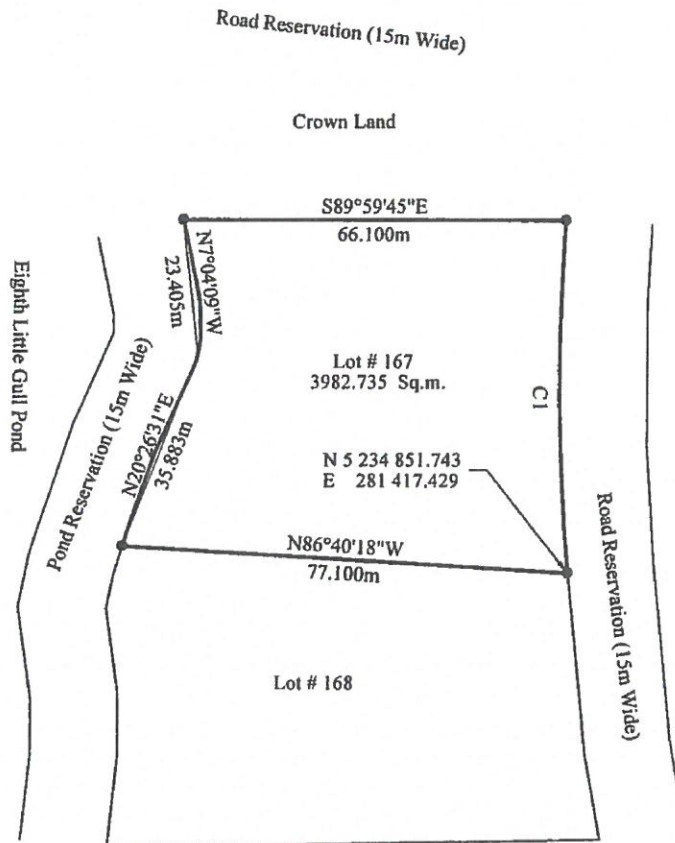 Road Reservation (15m Wide)
Crown Land
S89°59'45"E
66.100m
N7°04'09"W
23.405m
Eighth Little Gull Pond
Pond Reservation (15m Wide)
Lot # 167
3982.735 Sq.m.
C1
N20°26'31"E
35.883m
N 5 234 851.743
E 281 417.429
N86°40'18"W
77.100m
Road Reservation (15m Wide)
Lot # 168